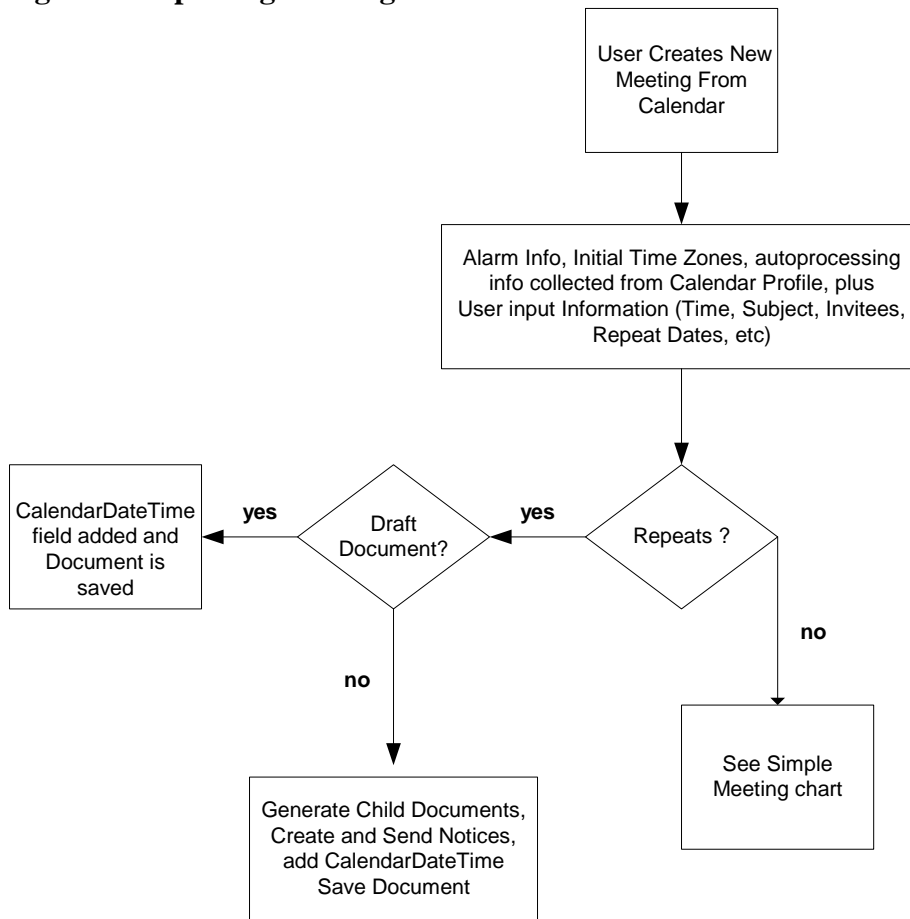 User Creates New
Meeting From
Calendar
Alarm Info, Initial Time Zones, autoprocessing
info collected from Calendar Profile, plus
User input Information (Time, Subject, Invitees,
Repeat Dates, etc)
CalendarDateTime
field added and
Document is
saved
yes
Draft
Document?
yes
Repeats ?
no
no
See Simple
Meeting chart
Generate Child Documents,
Create and Send Notices,
add CalendarDateTime
Save Document